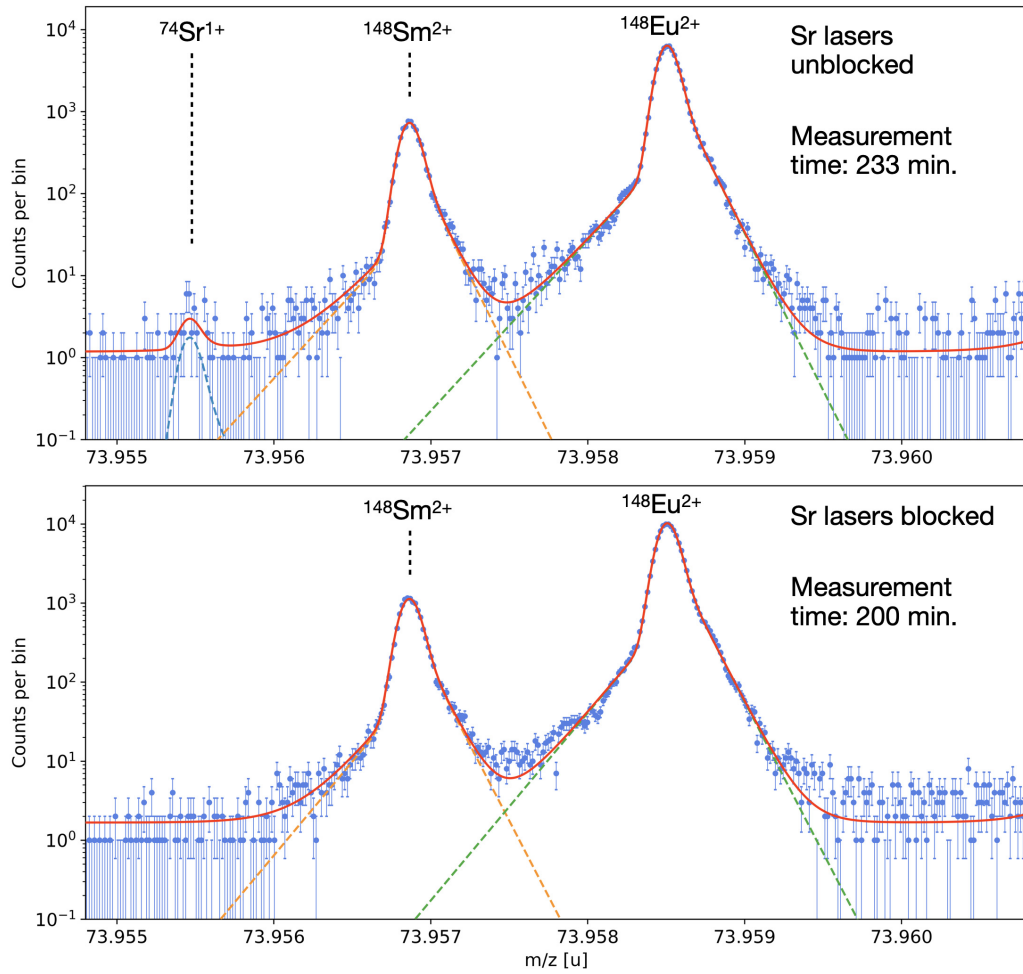 ⁷⁴Sr¹⁺ ¹⁴⁸Sm²⁺ ¹⁴⁸Eu²⁺
Sr lasers
unblocked
Measurement
time: 233 min.
Counts per bin
10⁴
10³
10²
10¹
10⁰
10⁻¹
73.955 73.956 73.957 73.958 73.959 73.960
¹⁴⁸Sm²⁺ ¹⁴⁸Eu²⁺
Sr lasers blocked
Measurement
time: 200 min.
Counts per bin
10⁴
10³
10²
10¹
10⁰
10⁻¹
73.955 73.956 73.957 73.958 73.959 73.960
m/z [u]